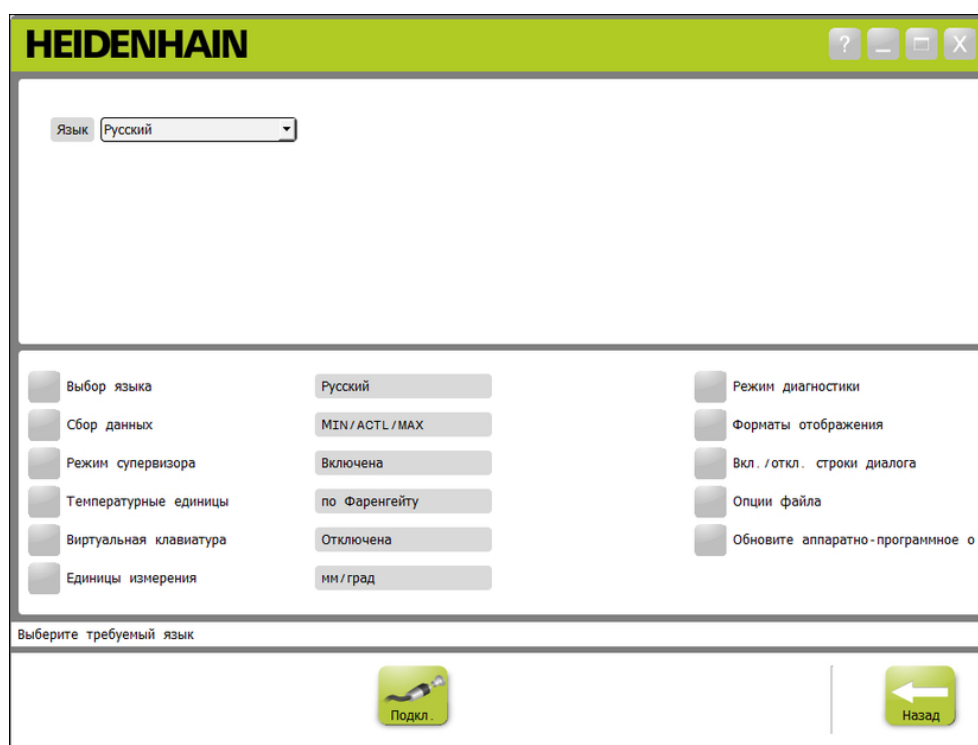 HEIDENHAIN
? _ X
Язык Русский
Выбор языка Русский Режим диагностики
Сбор данных MIN/ACTL/MAX Форматы отображения
Режим супервизора Включена Вкл./откл. строки диалога
Температурные единицы по Фаренгейту Опции файла
Виртуальная клавиатура Отключена Обновите аппаратно-программное о
Единицы измерения мм/град
Выберите требуемый язык
Подкл. Назад